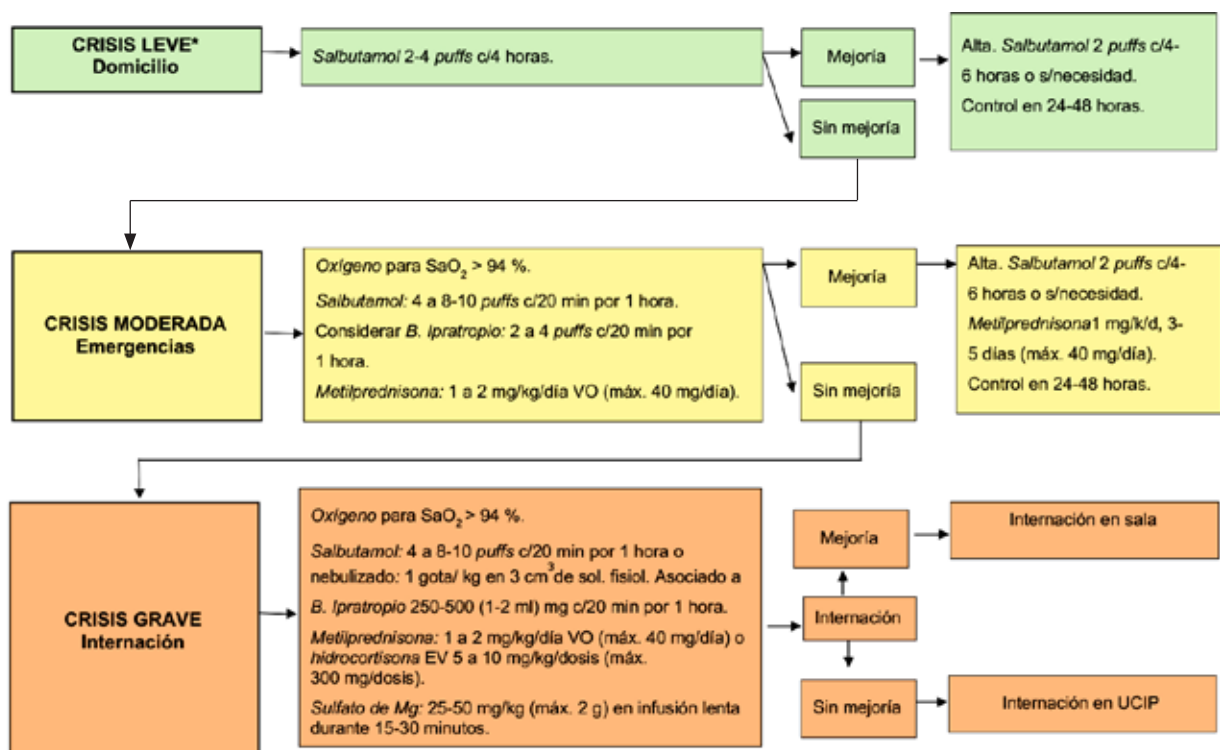 CRISIS LEVE*
Domicilio
Salbutamol 2-4 puffs c/4 horas.
Mejoría
Sin mejoría
Alta. Salbutamol 2 puffs c/4-
6 horas o s/necesidad.
Control en 24-48 horas.
CRISIS MODERADA
Emergencias
Oxígeno para SaO₂ > 94 %.
Salbutamol: 4 a 8-10 puffs c/20 min por 1 hora.
Considerar B. Ipratropio: 2 a 4 puffs c/20 min por
1 hora.
Metilprednisona: 1 a 2 mg/kg/día VO (máx. 40 mg/día).
Mejoría
Sin mejoría
Alta. Salbutamol 2 puffs c/4-
6 horas o s/necesidad.
Metilprednisona1 mg/k/d, 3-
5 días (máx. 40 mg/día).
Control en 24-48 horas.
CRISIS GRAVE
Internación
Oxígeno para SaO₂ > 94 %.
Salbutamol: 4 a 8-10 puffs c/20 min por 1 hora o
nebulizado: 1 gota/ kg en 3 cm³ de sol. fisiol. Asociado a
B. Ipratropio 250-500 (1-2 ml) mg c/20 min por 1 hora.
Metilprednisona: 1 a 2 mg/kg/día VO (máx. 40 mg/día) o
hidrocortisona EV 5 a 10 mg/kg/dosis (máx.
300 mg/dosis).
Sulfato de Mg: 25-50 mg/kg (máx. 2 g) en infusión lenta
durante 15-30 minutos.
Mejoría
Internación
Sin mejoría
Internación en sala
Internación en UCIP